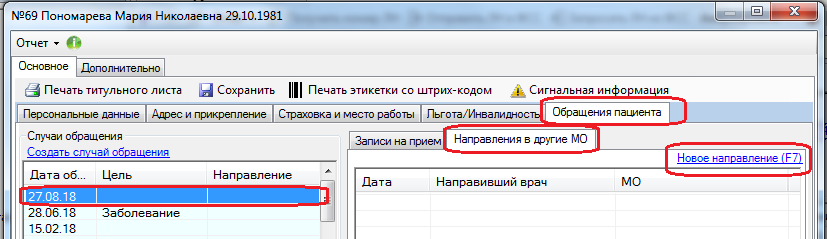 №69 Пономарева Мария Николаевна 29.10.1981
Отчет
Основное Дополнительно
Печать титульного листа Сохранить Печать этикетки со штрих-кодом Сигнальная информация
Персональные данные Адрес и прикрепление Страховка и место работы Льгота/Инвалидность Обращения пациента
Случаи обращения
Создать случай обращения
Дата об... Цель Направление
27.08.18
28.06.18 Заболевание
15.02.18
Записи на прием Направления в другие МО
Новое направление (F7)
Дата Направивший врач МО